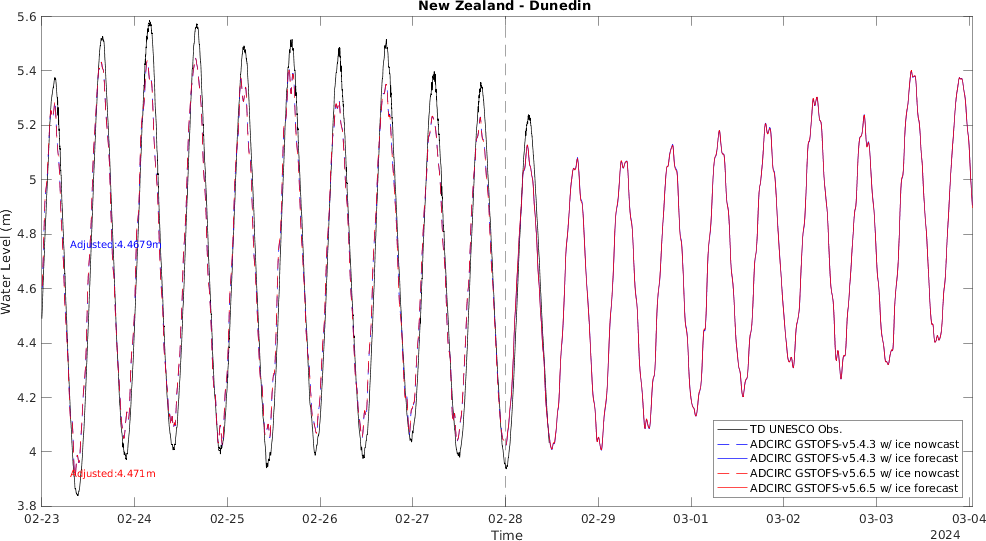 New Zealand - Dunedin
Water Level (m)
5.6
5.4
5.2
5
4.8
4.6
4.4
4.2
4
3.8
Adjusted:4.4679m
Adjusted:4.471m
TD UNESCO Obs.
ADCIRC GSTOFS-v5.4.3 w/ ice nowcast
ADCIRC GSTOFS-v5.4.3 w/ ice forecast
ADCIRC GSTOFS-v5.6.5 w/ ice nowcast
ADCIRC GSTOFS-v5.6.5 w/ ice forecast
02-23 02-24 02-25 02-26 02-27 02-28 02-29 03-01 03-02 03-03 03-04
Time
2024